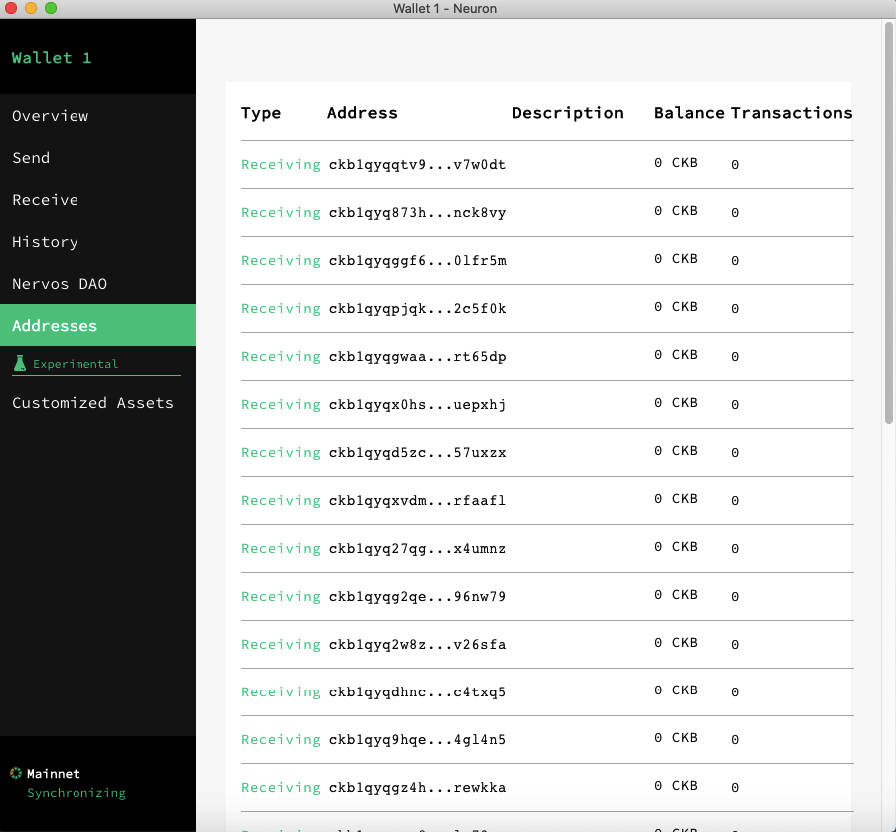 Wallet 1 - Neuron
Wallet 1
Overview
Send
Receive
History
Nervos DAO
Addresses
Experimental
Customized Assets
Mainnet
Synchronizing
Type Address Description Balance Transactions
Receiving ckb1qyqqtv9...v7w0dt 0 CKB 0
Receiving ckb1qyq873h...nck8vy 0 CKB 0
Receiving ckb1qyqggf6...0lfr5m 0 CKB 0
Receiving ckb1qyqpjqk...2c5f0k 0 CKB 0
Receiving ckb1qyqgwaa...rt65dp 0 CKB 0
Receiving ckb1qyqx0hs...uepxhj 0 CKB 0
Receiving ckb1qyqd5zc...57uxzx 0 CKB 0
Receiving ckb1qyqxvdm...rfaafl 0 CKB 0
Receiving ckb1qyq27qg...x4umnz 0 CKB 0
Receiving ckb1qyqg2qe...96nw79 0 CKB 0
Receiving ckb1qyq2w8z...v26sfa 0 CKB 0
Receiving ckb1qyqdhnc...c4txq5 0 CKB 0
Receiving ckb1qyq9hqe...4gl4n5 0 CKB 0
Receiving ckb1qyqgz4h...rewkka 0 CKB 0